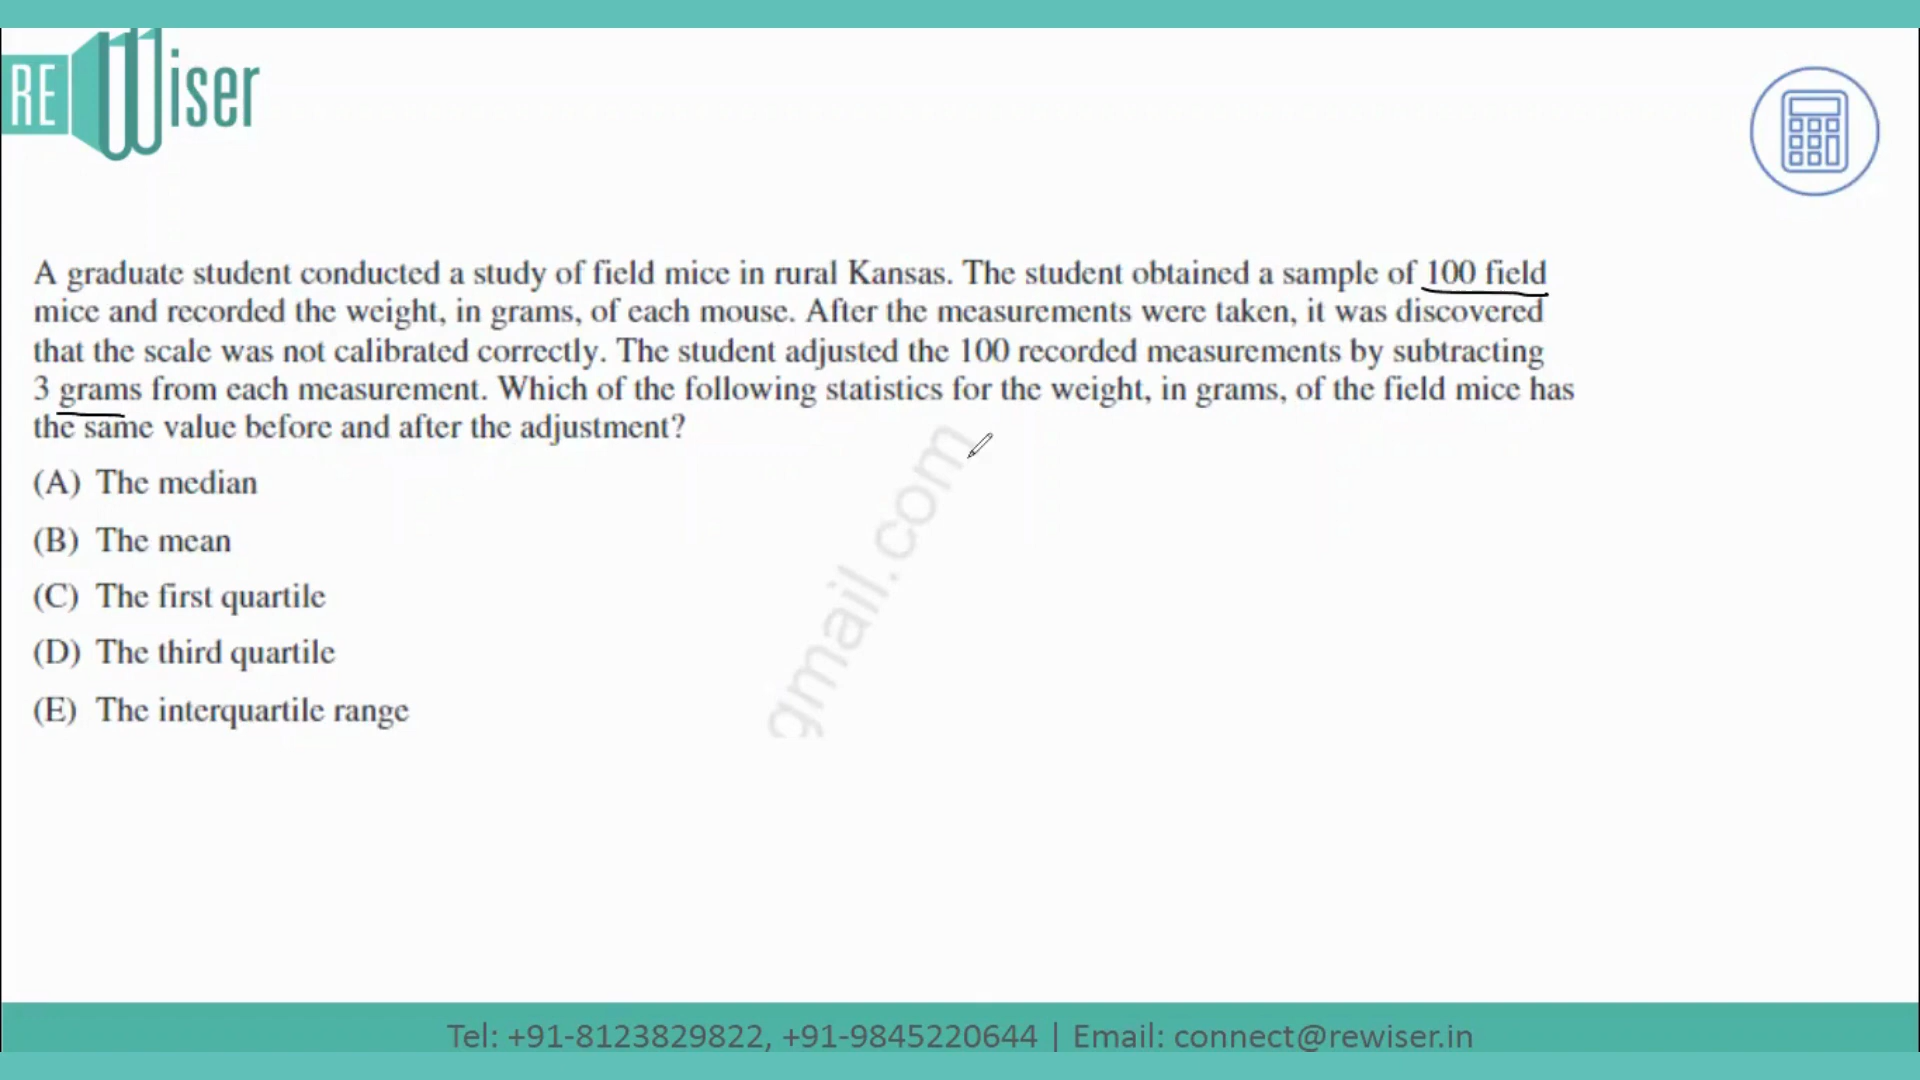 REWiser
A graduate student conducted a study of field mice in rural Kansas. The student obtained a sample of 100 field
mice and recorded the weight, in grams, of each mouse. After the measurements were taken, it was discovered
that the scale was not calibrated correctly. The student adjusted the 100 recorded measurements by subtracting
3 grams from each measurement. Which of the following statistics for the weight, in grams, of the field mice has
the same value before and after the adjustment?
(A) The median
(B) The mean
(C) The first quartile
(D) The third quartile
(E) The interquartile range
gmail.com
Tel: +91-8123829822, +91-9845220644 | Email: connect@rewiser.in